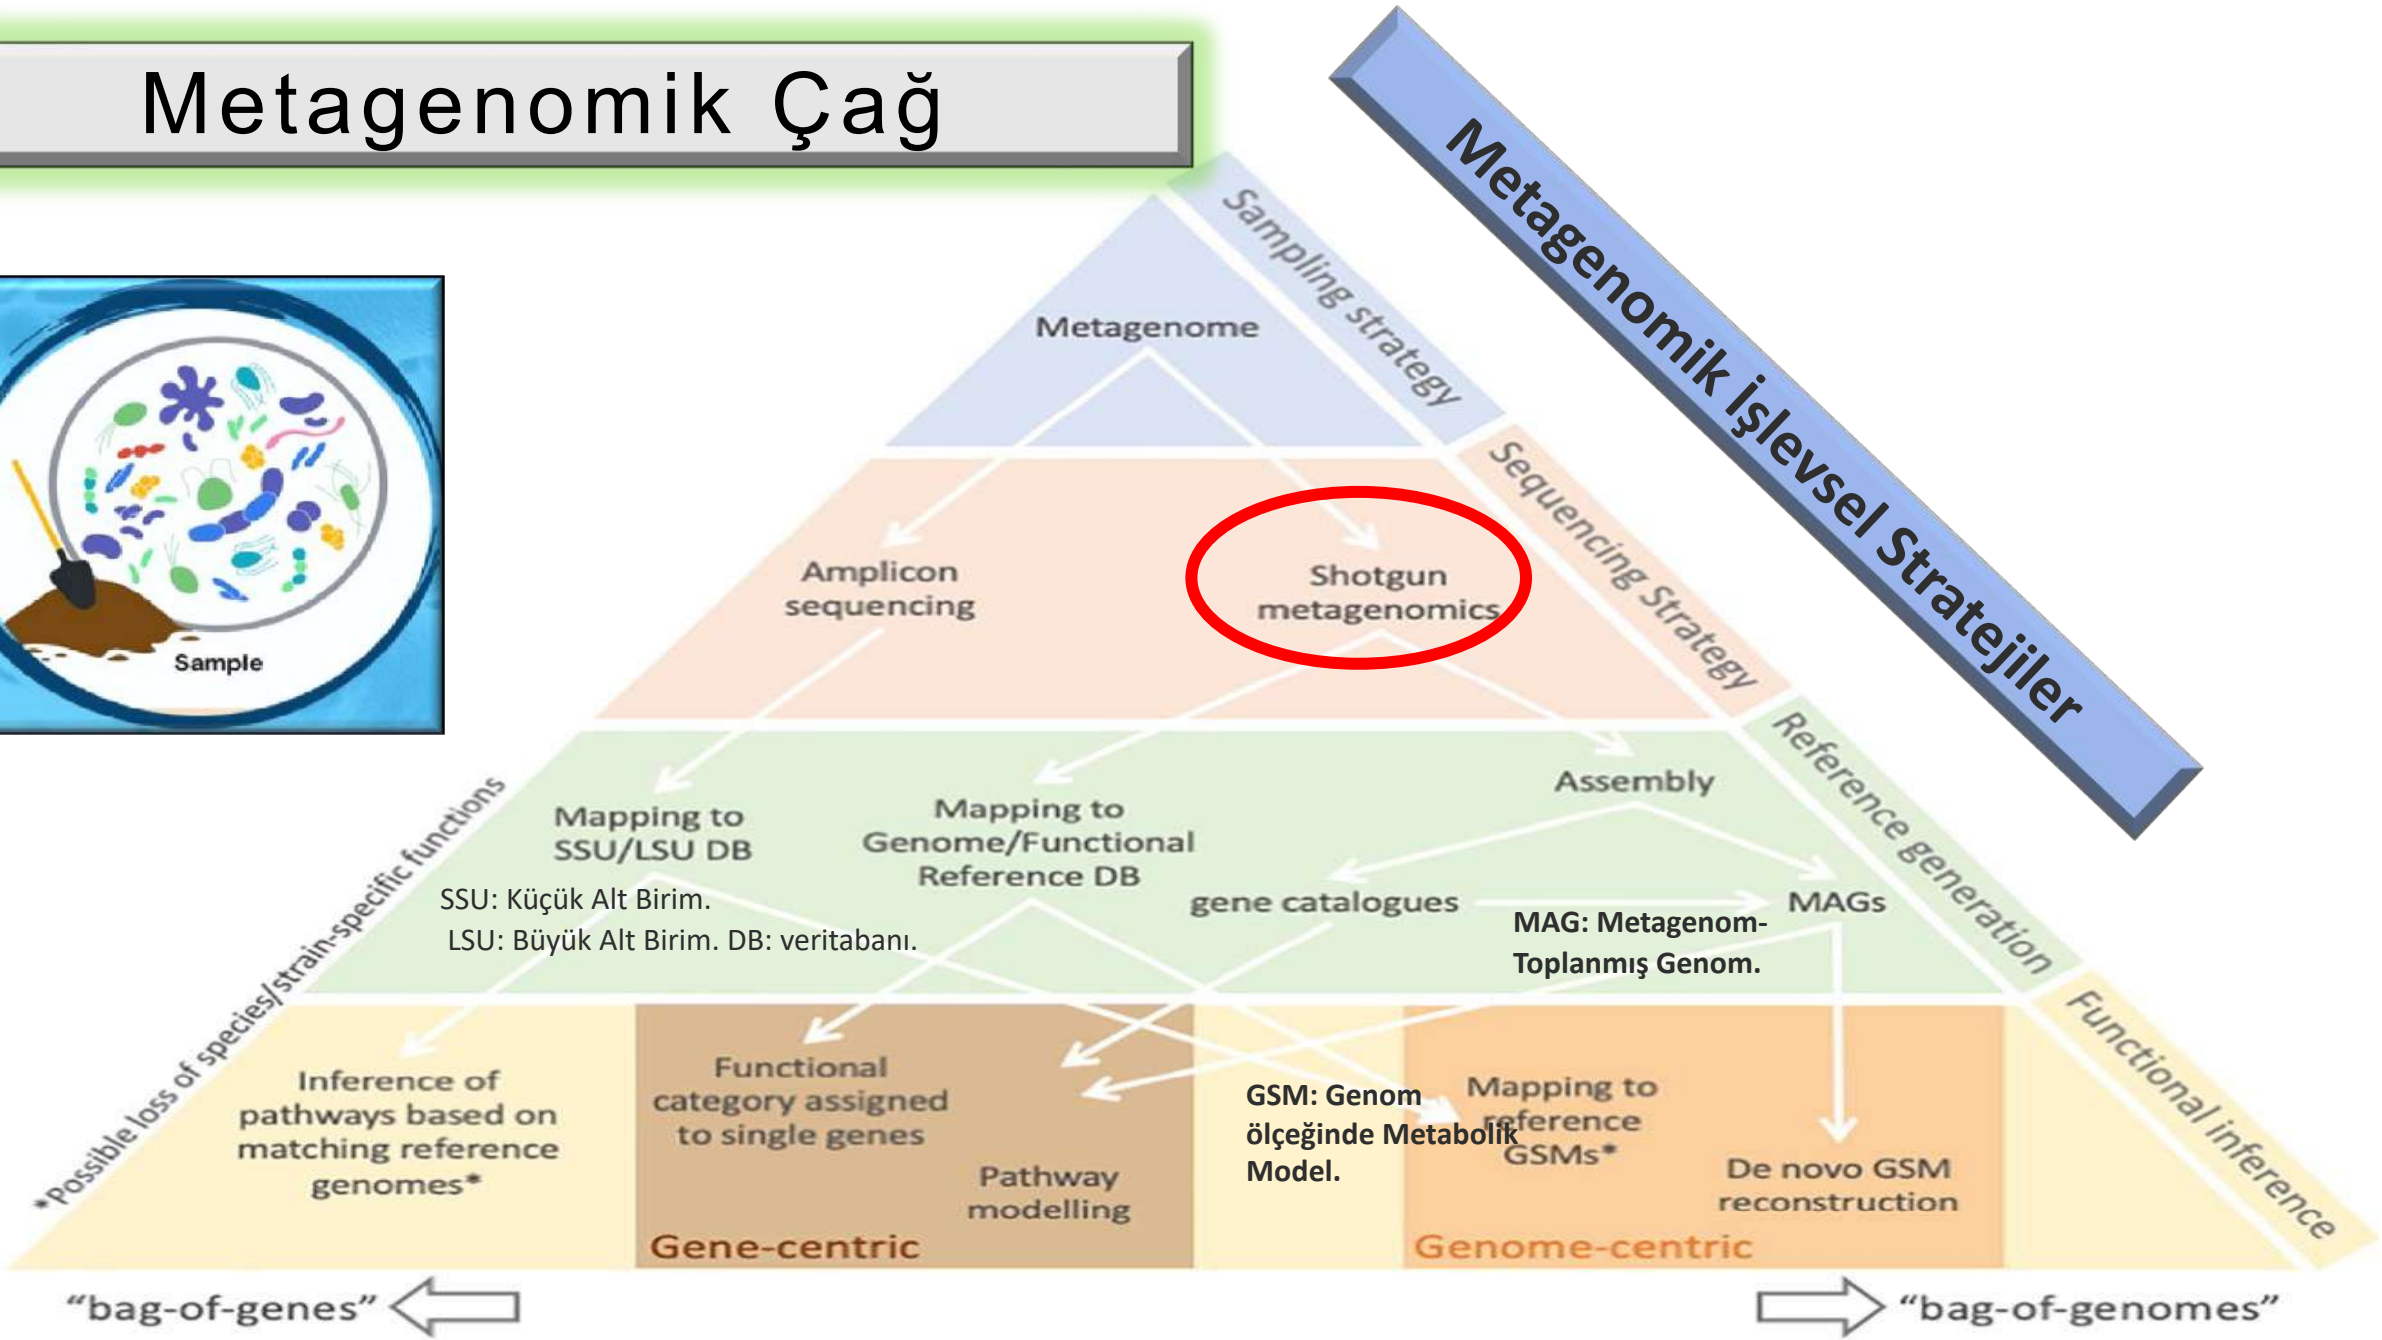 Metagenomik Çağ
Metagenomik İşlevsel Stratejiler
Sample
Sampling strategy
Metagenome
Sequencing Strategy
Amplicon
sequencing
Shotgun
metagenomics
Reference generation
Mapping to
SSU/LSU DB
Mapping to
Genome/Functional
Reference DB
Assembly
gene catalogues
MAGs
SSU: Küçük Alt Birim.
LSU: Büyük Alt Birim. DB: veritabanı.
MAG: Metagenom-
Toplanmış Genom.
*Possible loss of species/strain-specific functions
Functional inference
Inference of
pathways based on
matching reference
genomes*
Functional
category assigned
to single genes
Pathway
modelling
Gene-centric
GSM: Genom
ölçeğinde Metabolik
Model.
Mapping to
reference
GSMs*
De novo GSM
reconstruction
Genome-centric
"bag-of-genes"
"bag-of-genomes"